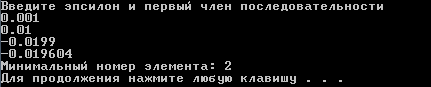 Введите эпсилон и первый член последовательности
0.001
0.01
-0.0199
-0.019604
Минимальный номер элемента: 2
Для продолжения нажмите любую клавишу . . .